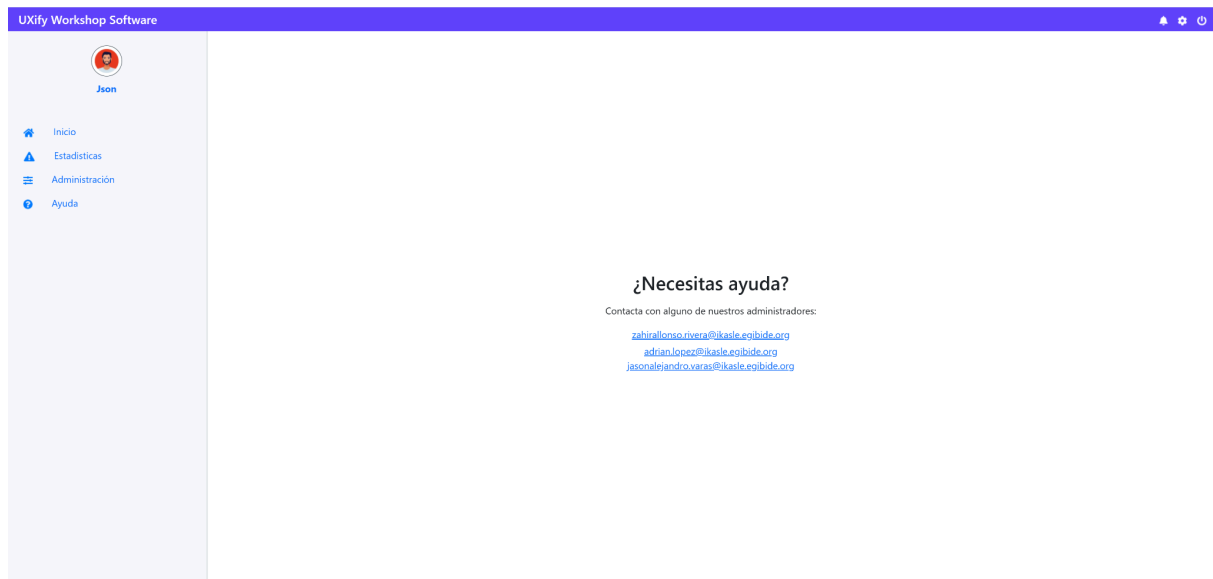 UXify Workshop Software
Json
Inicio
Estadisticas
Administración
Ayuda
¿Necesitas ayuda?
Contacta con alguno de nuestros administradores:
zahirallonso.rivera@ikasle.egibide.org
adrian.lopez@ikasle.egibide.org
jasonalejandro.varas@ikasle.egibide.org